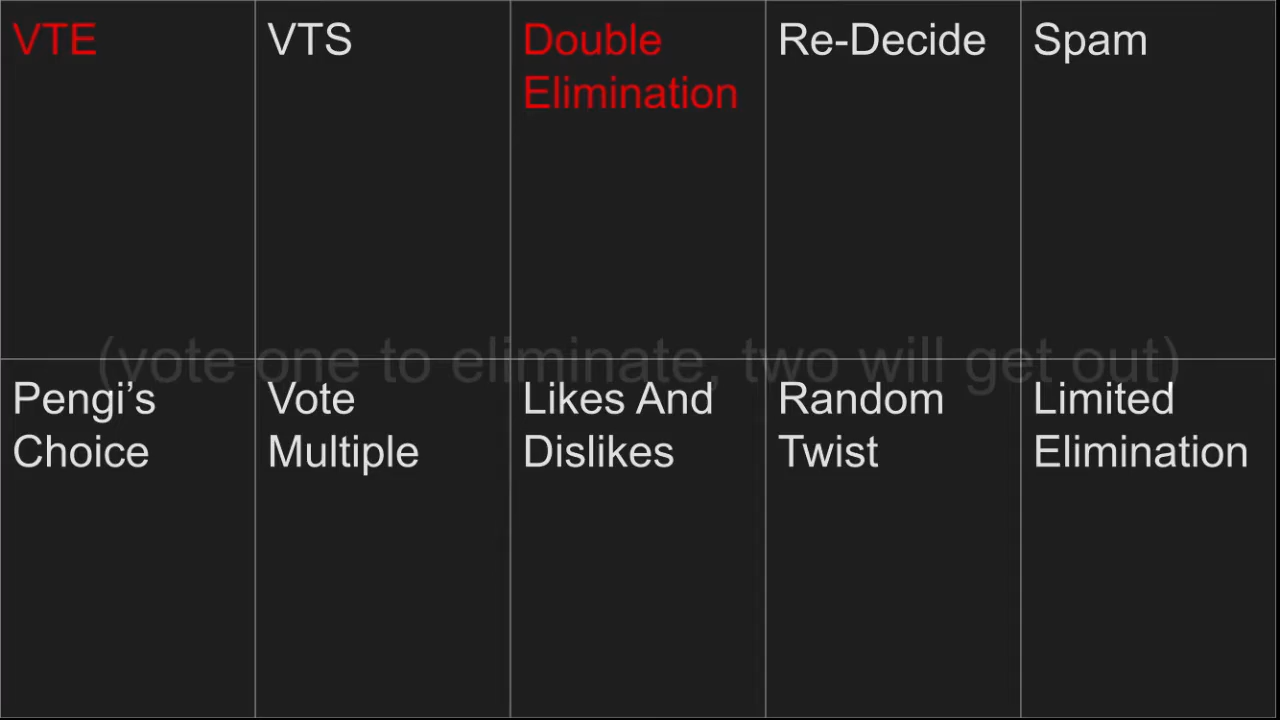 VTE
VTS
Double
Elimination
Re-Decide
Spam
(vote one to eliminate, two will get out)
Pengi’s
Choice
Vote
Multiple
Likes And
Dislikes
Random
Twist
Limited
Elimination